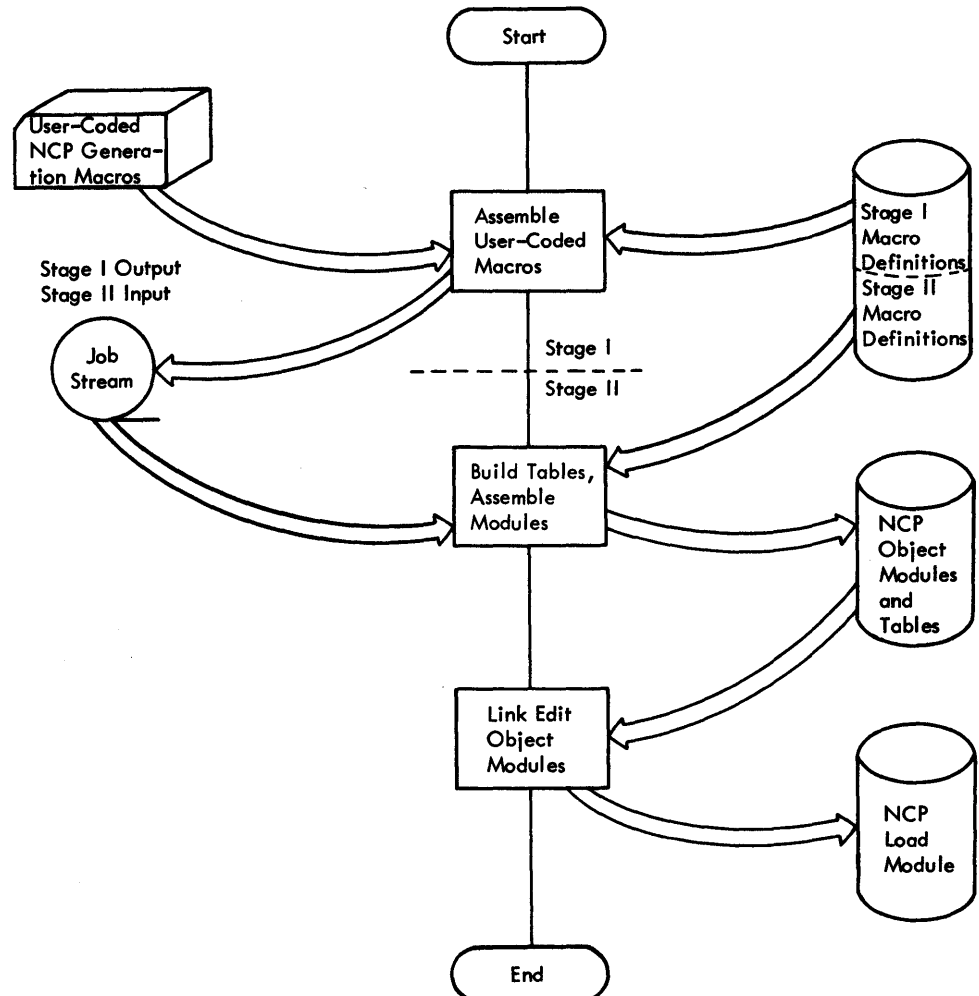 Start
User-Coded
NCP Genera-
tion Macros
Assemble
User-Coded
Macros
Stage I
Macro
Definitions
Stage II
Macro
Definitions
Stage I Output
Stage II Input
Job
Stream
Stage I
Stage II
Build Tables,
Assemble
Modules
NCP
Object
Modules
and
Tables
Link Edit
Object
Modules
NCP
Load
Module
End